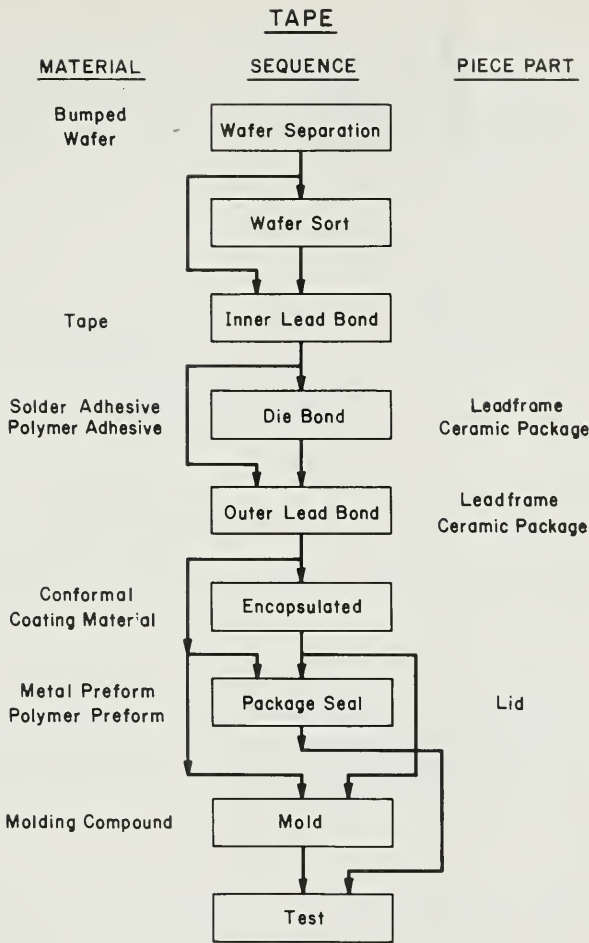 TAPE
MATERIAL SEQUENCE PIECE PART
Bumped
Wafer
Wafer Separation
Wafer Sort
Tape
Inner Lead Bond
Solder Adhesive
Polymer Adhesive
Die Bond
Leadframe
Ceramic Package
Outer Lead Bond
Leadframe
Ceramic Package
Conformal
Coating Material
Encapsulated
Metal Preform
Polymer Preform
Package Seal
Lid
Molding Compound
Mold
Test